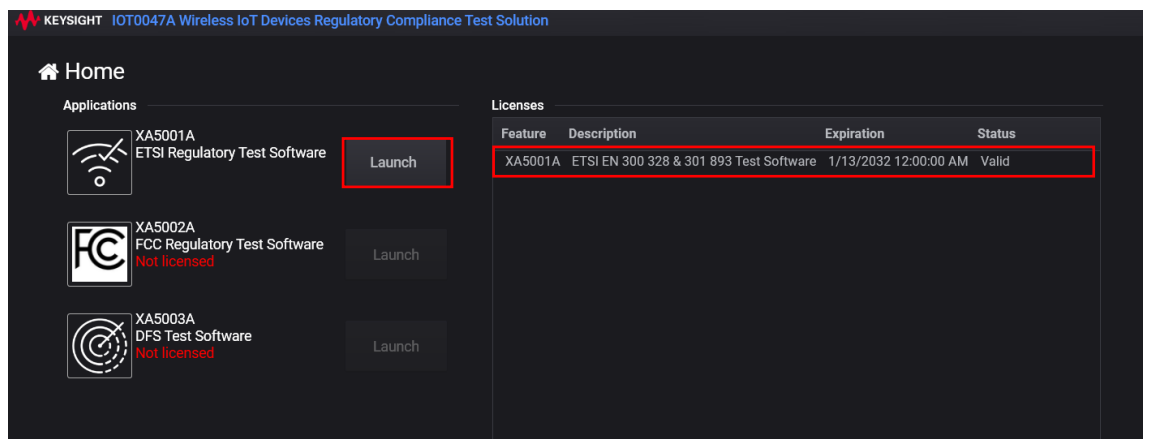 KEYSIGHT IOT0047A Wireless IoT Devices Regulatory Compliance Test Solution
Home
Applications
XA5001A
ETSI Regulatory Test Software
Launch
FCC
XA5002A
FCC Regulatory Test Software
Not licensed
Launch
XA5003A
DFS Test Software
Not licensed
Launch
Licenses
Feature Description Expiration Status
XA5001A ETSI EN 300 328 & 301 893 Test Software 1/13/2032 12:00:00 AM Valid